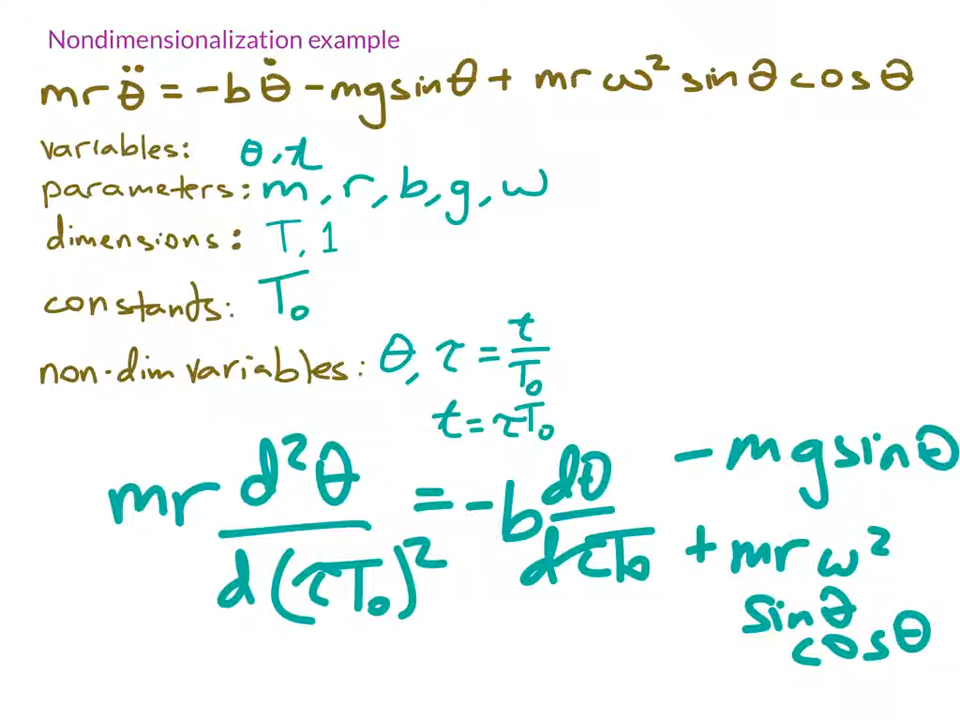 Nondimensionalization example
mr θ̈ = -b θ̇ - mg sin θ + mr ω² sin θ cos θ
variables: θ, t
parameters: m, r, b, g, ω
dimensions: T, 1
constants: T₀
non-dim variables: θ, τ = t/T₀
t = τT₀
mr d²θ/d(τT₀)² = -b dθ/dτT₀ - mg sin θ
+ mr ω²
sin θ
cos θ